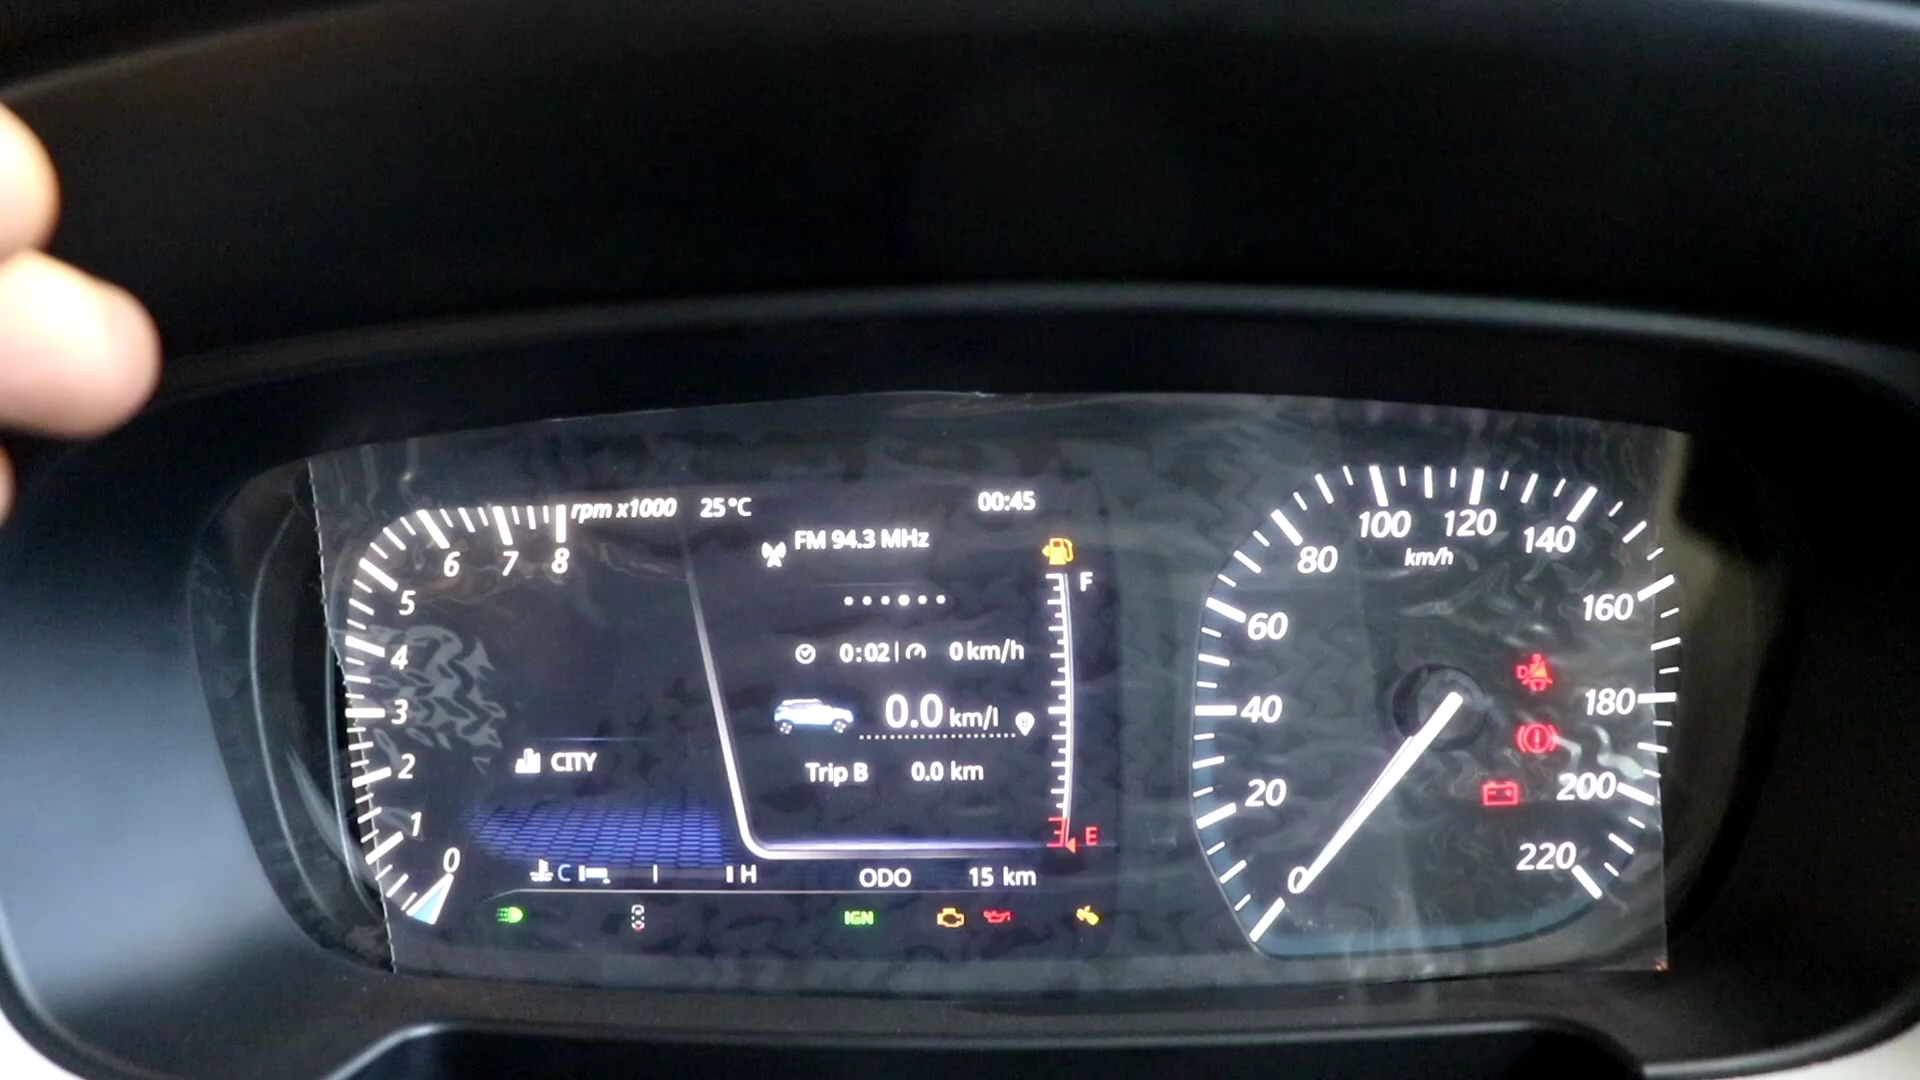 rpm x1000 25°C 00:45
FM 94.3 MHz
0:02 0 km/h
0.0 km/l
B
Trip B 0.0 km
CITY
F
E
C H
ODO 15 km
IGN
0
1
2
3
4
5
6
7
8
km/h
0
20
40
60
80
100
120
140
160
180
200
220
D